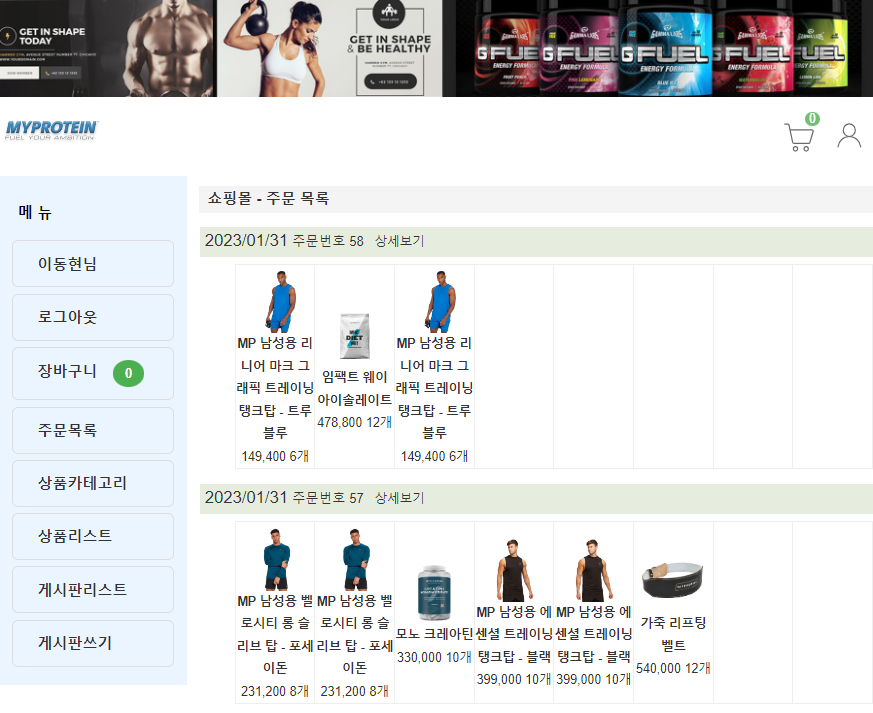 GET IN SHAPE
TODAY
GET IN SHAPE
& BE HEALTHY
GAMMA LABS
G FUEL
ENERGY FORMULA
MYPROTEIN
FUEL YOUR AMBITION
0
메 뉴
이동현님
로그아웃
장바구니 0
주문목록
상품카테고리
상품리스트
게시판리스트
게시판쓰기
쇼핑몰 - 주문 목록
2023/01/31 주문번호 58 상세보기
MP 남성용 리
니어 마크 그
래픽 트레이닝
탱크탑 - 트루
블루
149,400 6개
임팩트 웨이
아이솔레이트
478,800 12개
MP 남성용 리
니어 마크 그
래픽 트레이닝
탱크탑 - 트루
블루
149,400 6개
2023/01/31 주문번호 57 상세보기
MP 남성용 벨
로시티 롱 슬
리브 탑 - 포세
이돈
231,200 8개
MP 남성용 벨
로시티 롱 슬
리브 탑 - 포세
이돈
231,200 8개
모노 크레아틴
330,000 10개
MP 남성용 에
센셜 트레이닝
탱크탑 - 블랙
399,000 10개
MP 남성용 에
센셜 트레이닝
탱크탑 - 블랙
399,000 10개
가죽 리프팅
벨트
540,000 12개